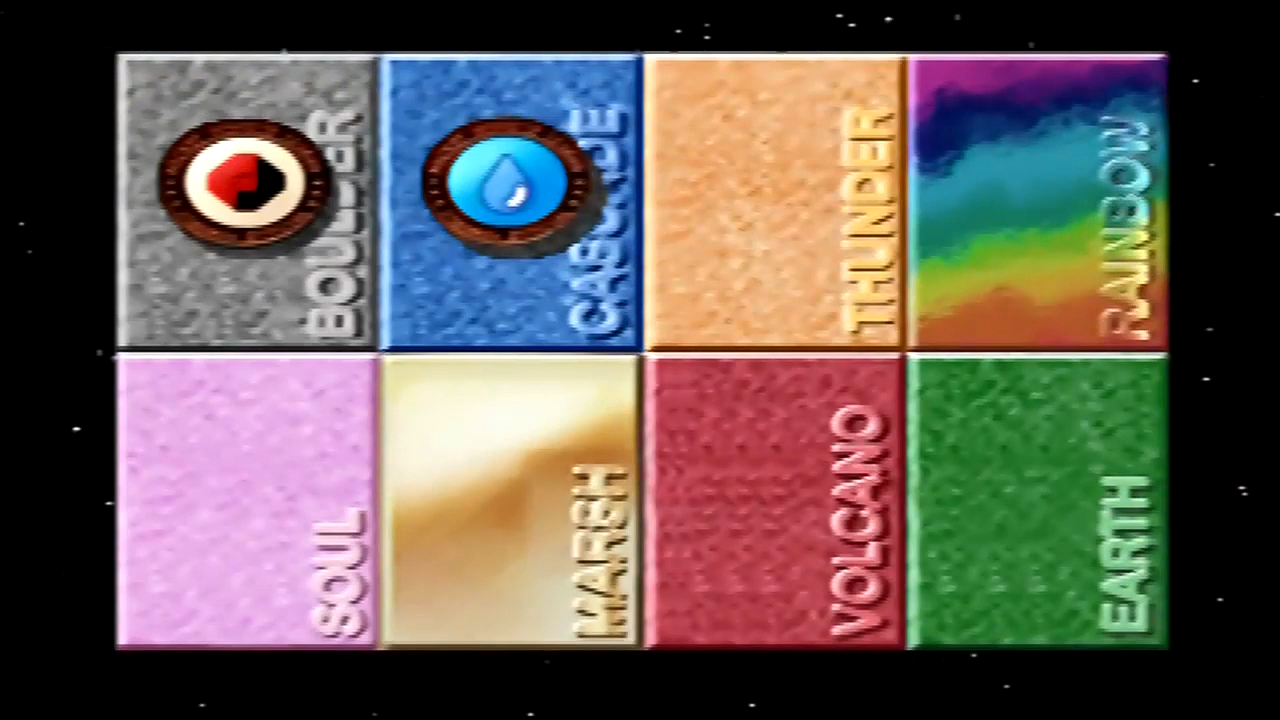 BOULDER
CASCADE
THUNDER
RAINBOW
SOUL
MARSH
VOLCANO
EARTH